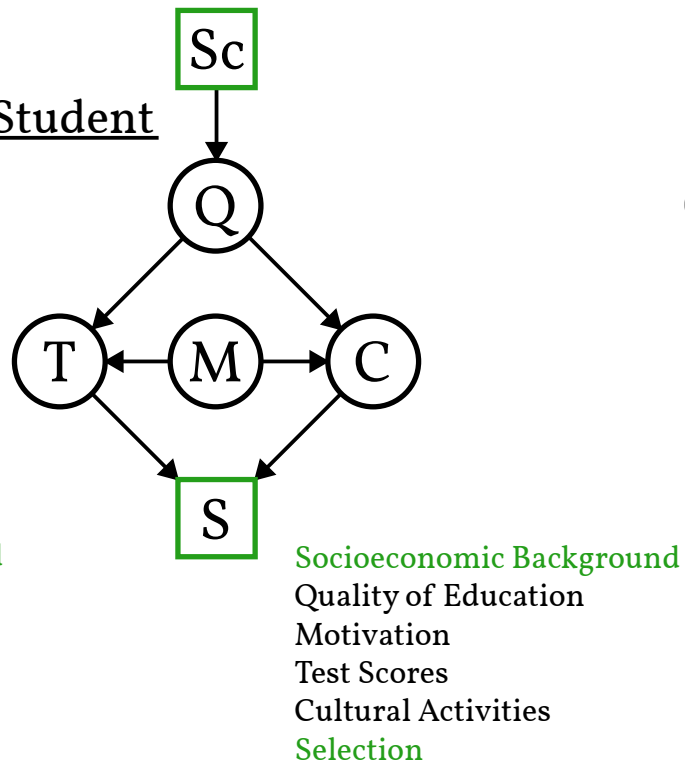 Sc
Student
Q
T M C
S
Socioeconomic Background
Quality of Education
Motivation
Test Scores
Cultural Activities
Selection